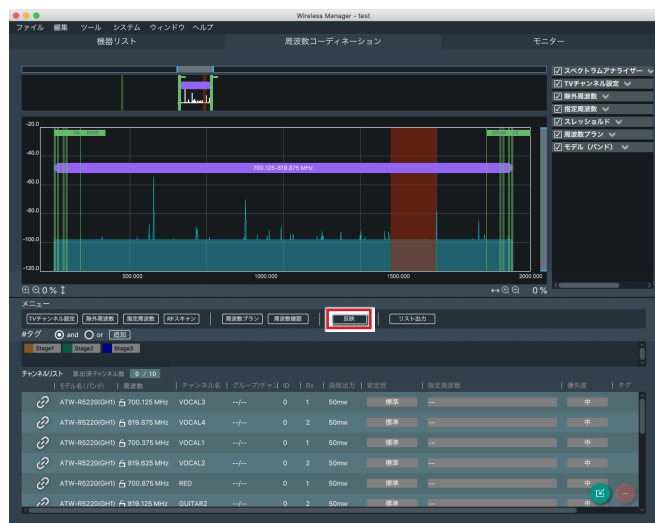 Wireless Manager - test
ファイル 編集 ツール システム ウィンドウ ヘルプ
機器リスト 周波数コーディネーション モニター
スペクトラムアナライザー
TVチャンネル設定
除外周波数
指定周波数
スレッショルド
周波数プラン
モデル (バンド)
-20.0
-40.0
-60.0
-80.0
-100.0
-120.0
700.125-819.875 MHz
500.000 1000.000 1500.000 2000.000
0 % 0 %
メニュー
TVチャンネル設定 除外周波数 指定周波数 RFスキャン 周波数プラン 周波数確認 反映 リスト出力
#タグ and or 追加
Stage1 Stage2 Stage3
チャンネルリスト 算出済チャンネル数 0 / 10
モデル名(バンド) 周波数 チャンネル名 グループ/チャンネル ID Rx 送信出力 安定性 指定周波数 優先度 タグ
ATW-R5220(GH1) 700.125 MHz VOCAL3 --/-- 0 1 50mw 標準 -- 中
ATW-R5220(GH1) 819.875 MHz VOCAL4 --/-- 0 2 50mw 標準 -- 中
ATW-R5220(GH1) 700.375 MHz VOCAL1 --/-- 0 1 50mw 標準 -- 中
ATW-R5220(GH1) 819.625 MHz VOCAL2 --/-- 0 2 50mw 標準 -- 中
ATW-R5220(GH1) 700.875 MHz RED --/-- 0 1 50mw 標準 -- 中
ATW-R5220(GH1) 819.125 MHz GUITAR2 --/-- 0 2 50mw 標準 -- 中